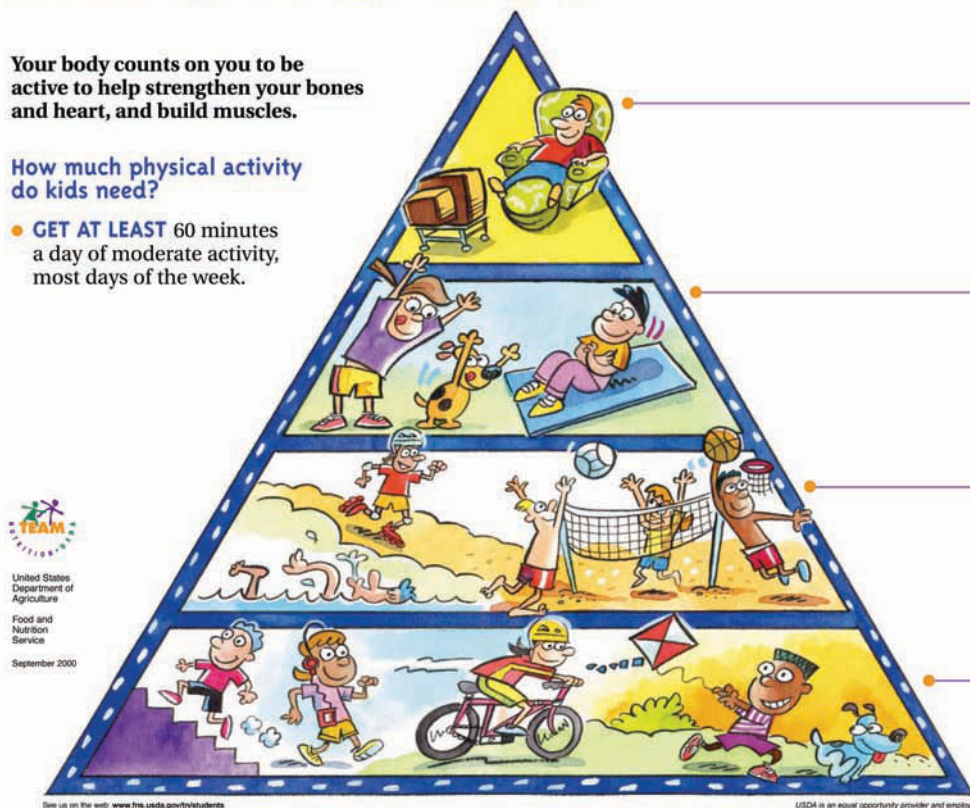 Your body counts on you to be
active to help strengthen your bones
and heart, and build muscles.
How much physical activity
do kids need?
GET AT LEAST 60 minutes
a day of moderate activity,
most days of the week.
TEAM
NUTRITION
USDA
United States
Department of
Agriculture
Food and
Nutrition
Service
September 2000
See us on the web: www.fns.usda.gov/tn/students
USDA is an equal opportunity provider and